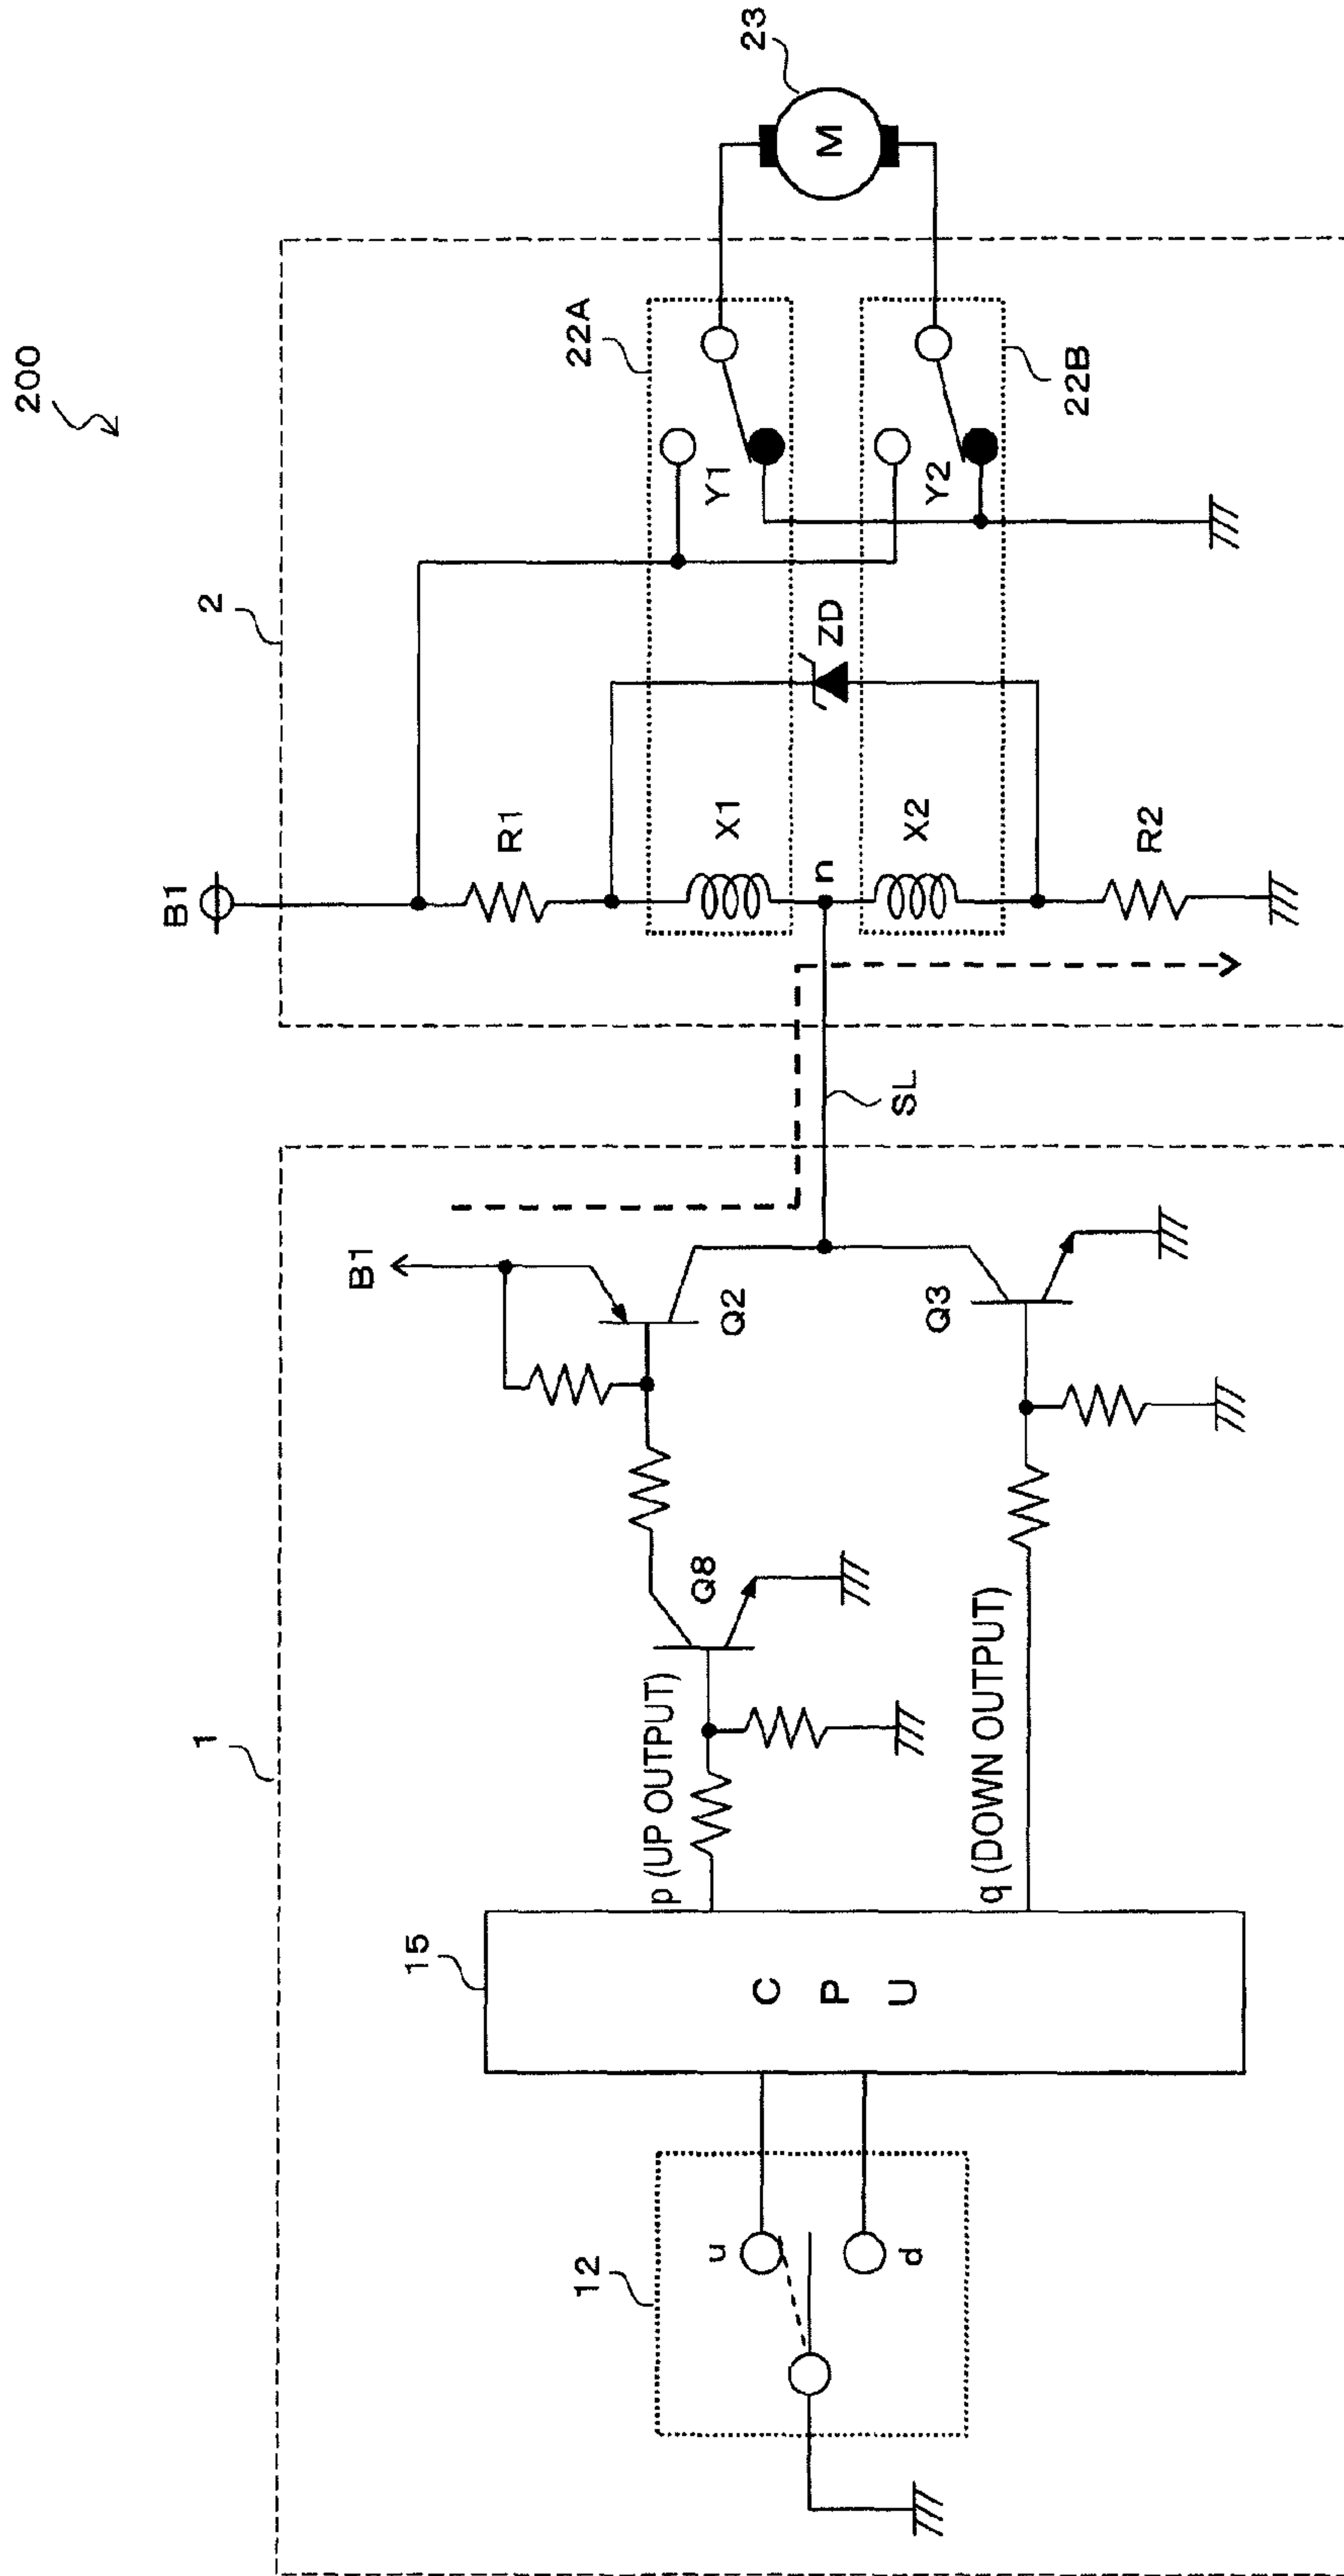 200
1
2
B1
B1
R1
22A
23
12
15
p (UP OUTPUT)
Q8
Q2
X1
Y1
M
u
C
P
U
n
ZD
SL
d
q (DOWN OUTPUT)
Q3
X2
Y2
22B
R2